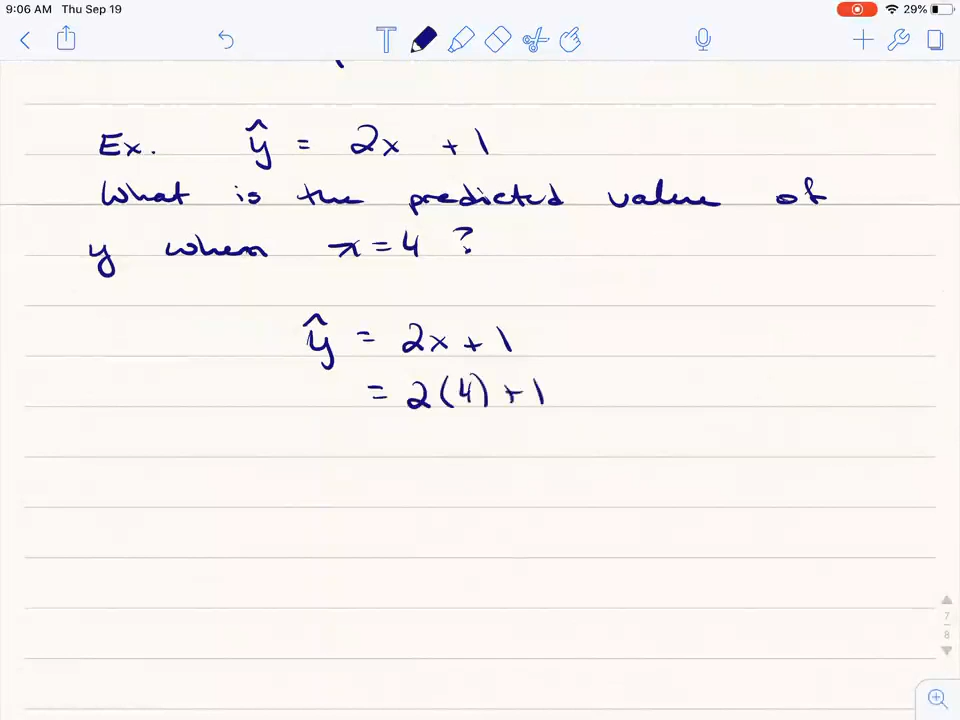 9:06 AM Thu Sep 19 29%
T
Ex. ŷ = 2x + 1
What is the predicted value of
y when x = 4 ?
ŷ = 2x + 1
= 2(4) + 1
7
8